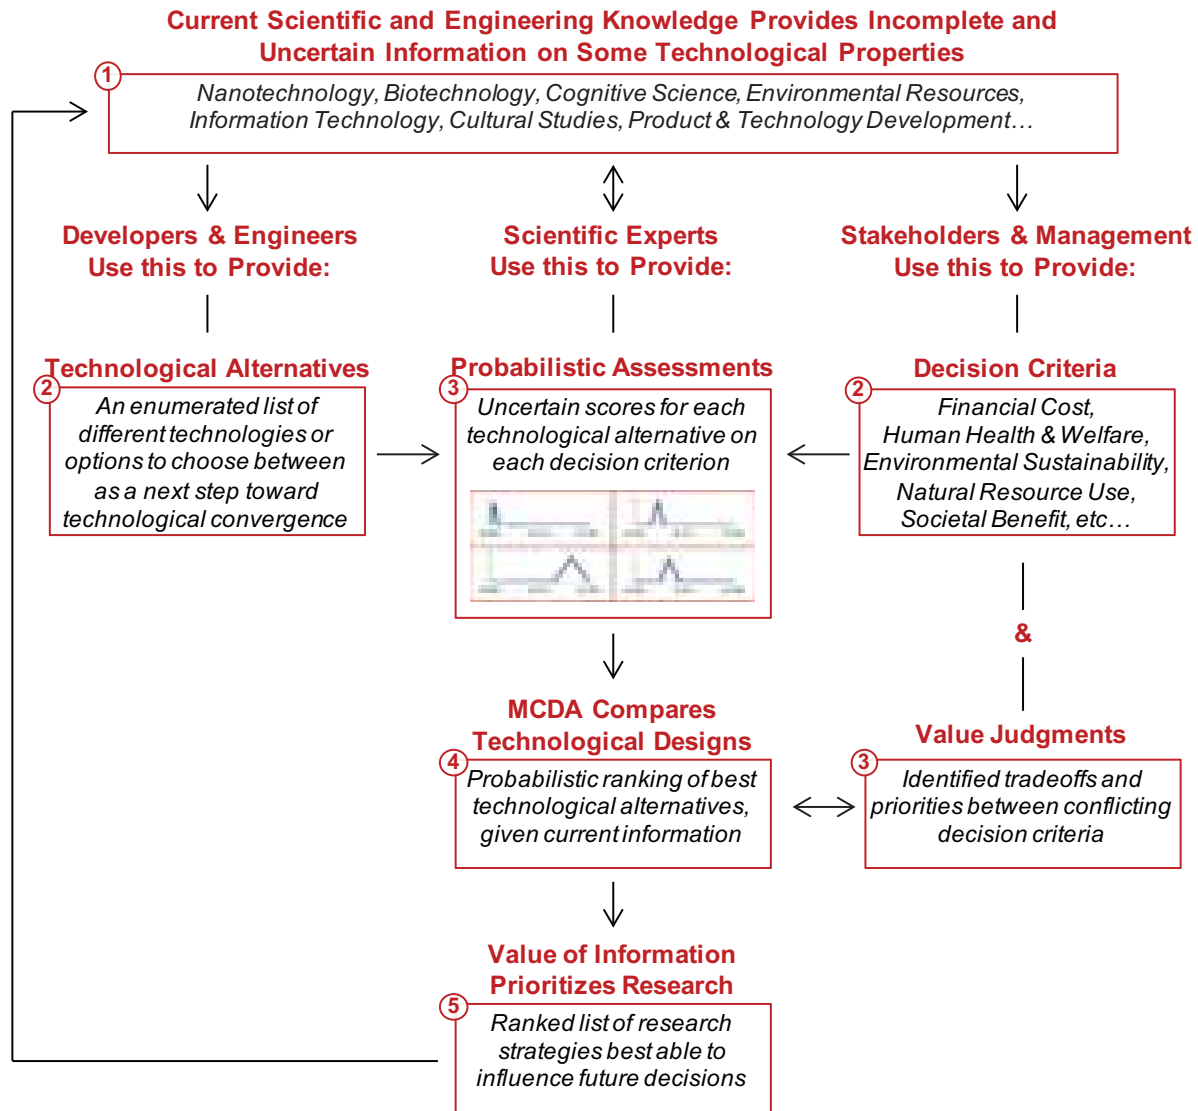 Current Scientific and Engineering Knowledge Provides Incomplete and
Uncertain Information on Some Technological Properties
1
Nanotechnology, Biotechnology, Cognitive Science, Environmental Resources,
Information Technology, Cultural Studies, Product & Technology Development…
Developers & Engineers
Use this to Provide:
Scientific Experts
Use this to Provide:
Stakeholders & Management
Use this to Provide:
Technological Alternatives
2
An enumerated list of
different technologies or
options to choose between
as a next step toward
technological convergence
Probabilistic Assessments
3
Uncertain scores for each
technological alternative on
each decision criterion
Decision Criteria
2
Financial Cost,
Human Health & Welfare,
Environmental Sustainability,
Natural Resource Use,
Societal Benefit, etc…
&
MCDA Compares
Technological Designs
4
Probabilistic ranking of best
technological alternatives,
given current information
Value Judgments
3
Identified tradeoffs and
priorities between conflicting
decision criteria
Value of Information
Prioritizes Research
5
Ranked list of research
strategies best able to
influence future decisions